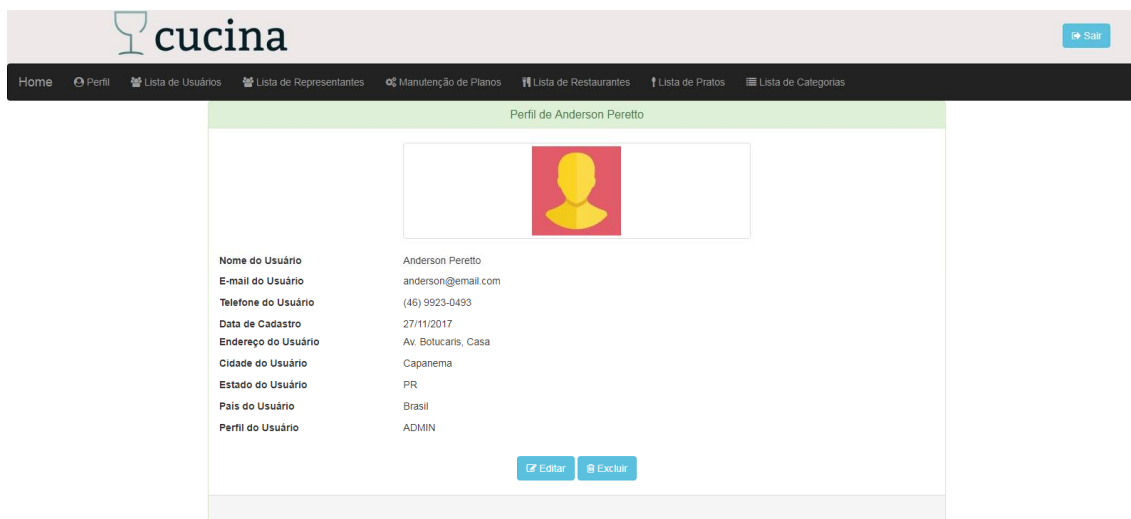 cucina
Sair
Home Perfil Lista de Usuários Lista de Representantes Manutenção de Planos Lista de Restaurantes Lista de Pratos Lista de Categorias
Perfil de Anderson Peretto
Nome do Usuário Anderson Peretto
E-mail do Usuário anderson@email.com
Telefone do Usuário (46) 9923-0493
Data de Cadastro 27/11/2017
Endereço do Usuário Av. Botucaris, Casa
Cidade do Usuário Capanema
Estado do Usuário PR
País do Usuário Brasil
Perfil do Usuário ADMIN
Editar Excluir